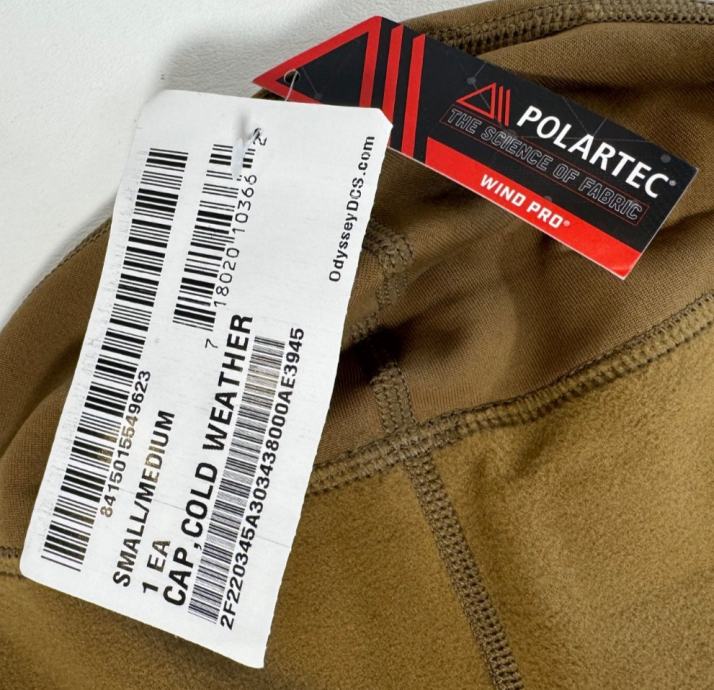 8415015549623
SMALL/MEDIUM
1 EA
CAP, COLD WEATHER
2F220345A303438000AE3945
7 18020 10366 2
OdysseyDCS.com
POLARTEC®
THE SCIENCE OF FABRIC
WIND PRO®